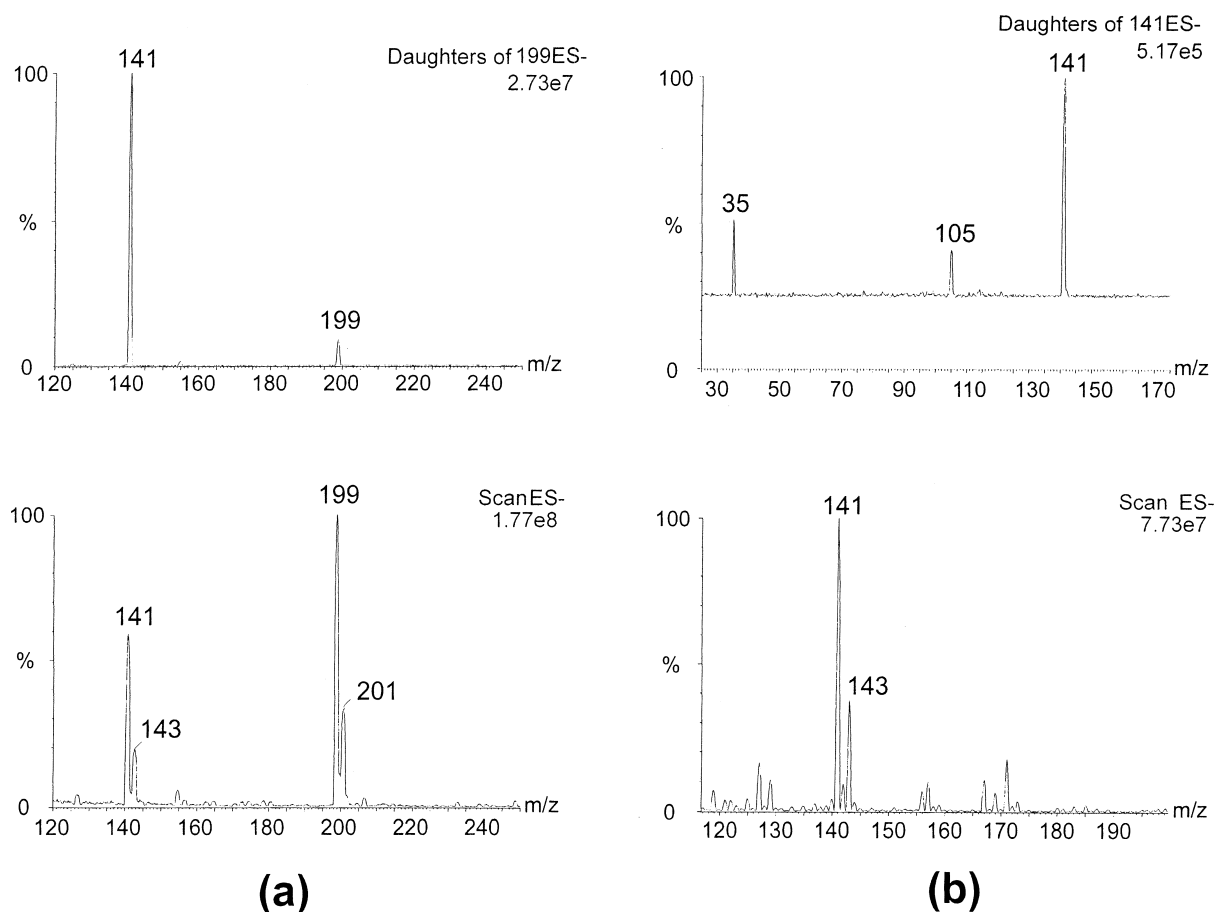 Daughters of 199ES-
2.73e7
141
100
%
199
0
m/z
120 140 160 180 200 220 240
Daughters of 141ES-
5.17e5
141
100
35
%
105
0
m/z
30 50 70 90 110 130 150 170
Scan ES-
1.77e8
199
100
141
%
201
143
0
m/z
120 140 160 180 200 220 240
(a)
Scan ES-
7.73e7
141
100
%
143
0
m/z
120 130 140 150 160 170 180 190
(b)